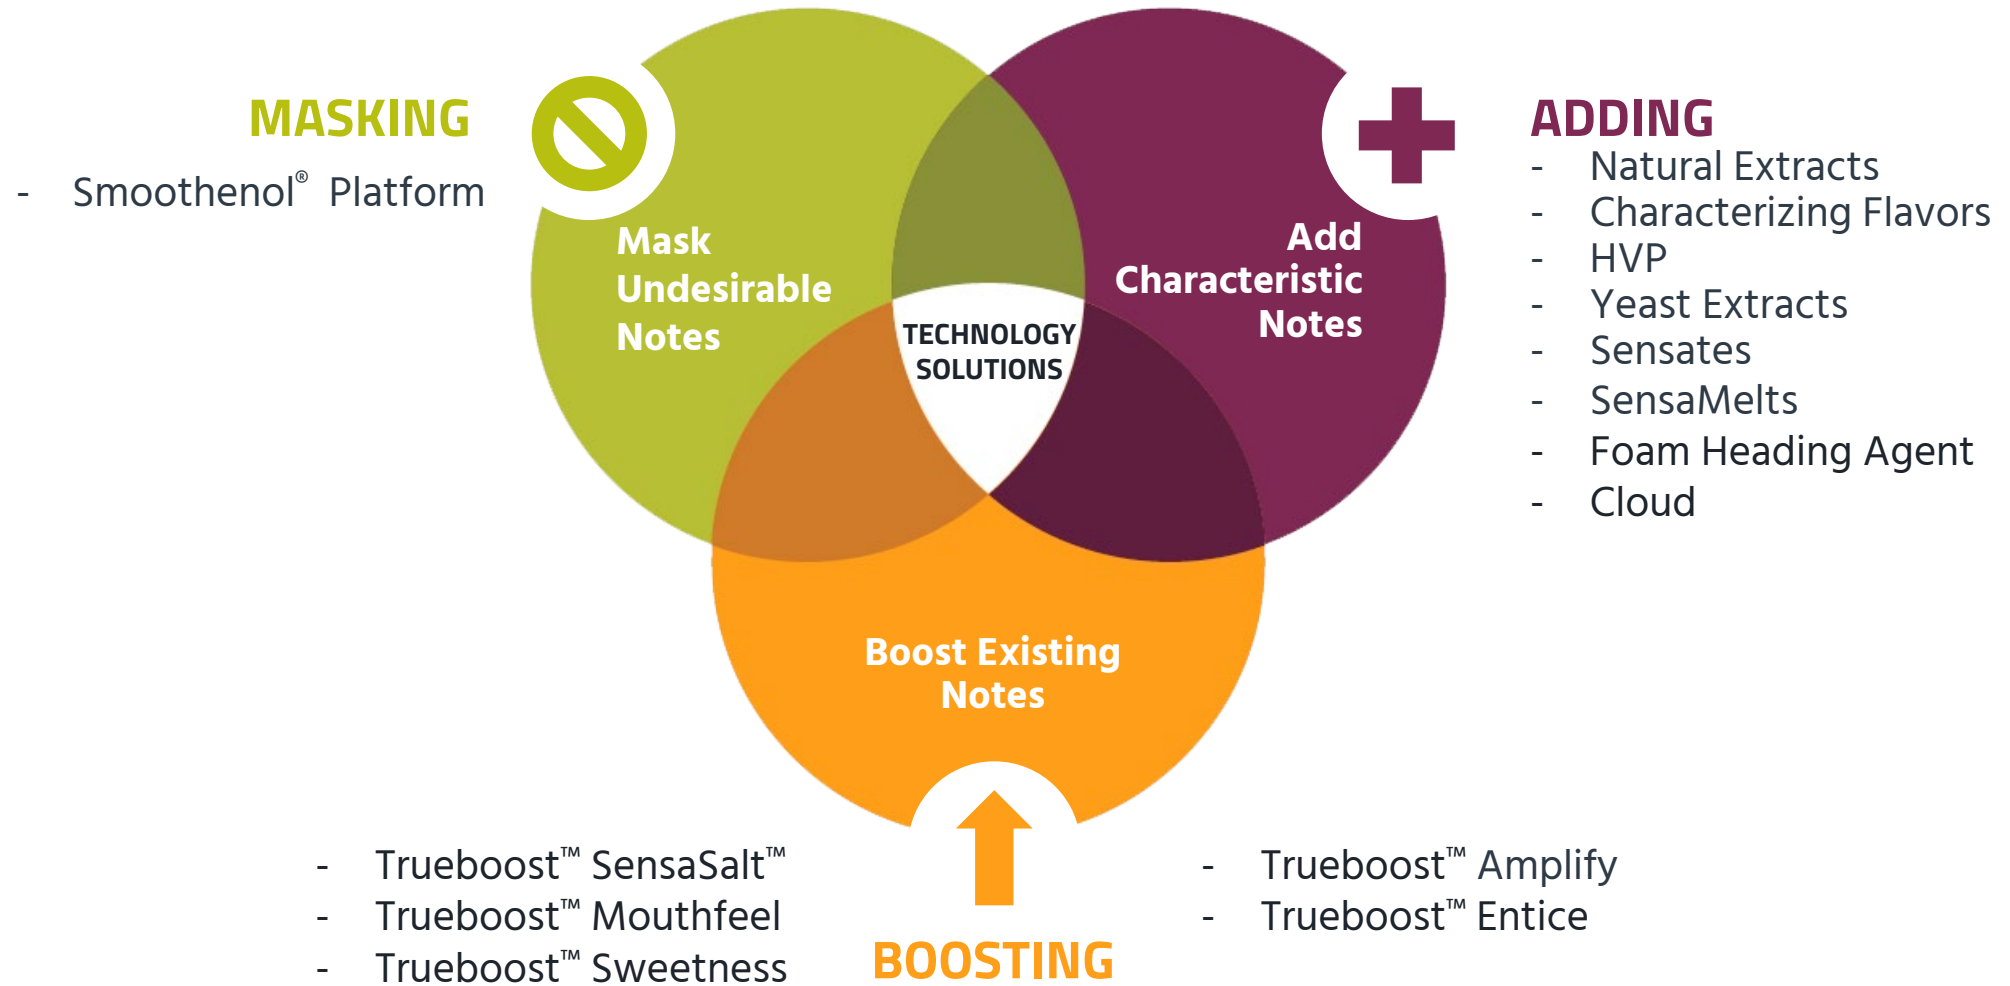 MASKING
- Smoothenol® Platform
Mask
Undesirable
Notes
TECHNOLOGY
SOLUTIONS
Add
Characteristic
Notes
ADDING
- Natural Extracts
- Characterizing Flavors
- HVP
- Yeast Extracts
- Sensates
- SensaMelts
- Foam Heading Agent
- Cloud
Boost Existing
Notes
- Trueboost™ SensaSalt™
- Trueboost™ Mouthfeel
- Trueboost™ Sweetness
BOOSTING
- Trueboost™ Amplify
- Trueboost™ Entice